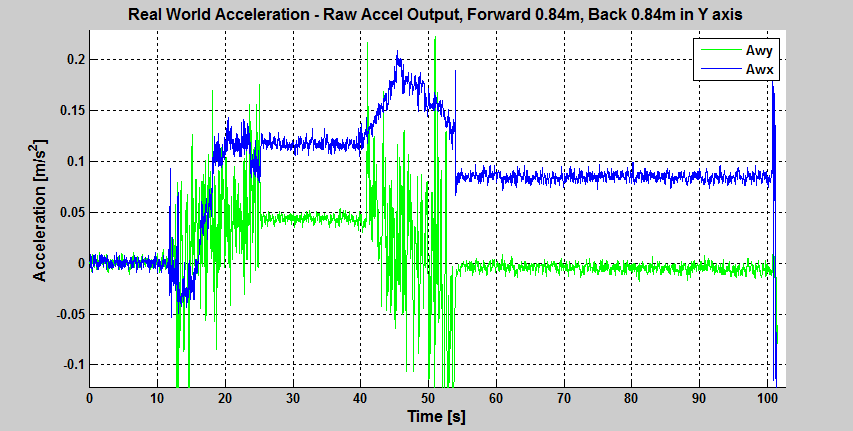 Real World Acceleration - Raw Accel Output, Forward 0.84m, Back 0.84m in Y axis
Awy
Awx
Acceleration [m/s²]
0.2
0.15
0.1
0.05
0
-0.05
-0.1
0 10 20 30 40 50 60 70 80 90 100
Time [s]